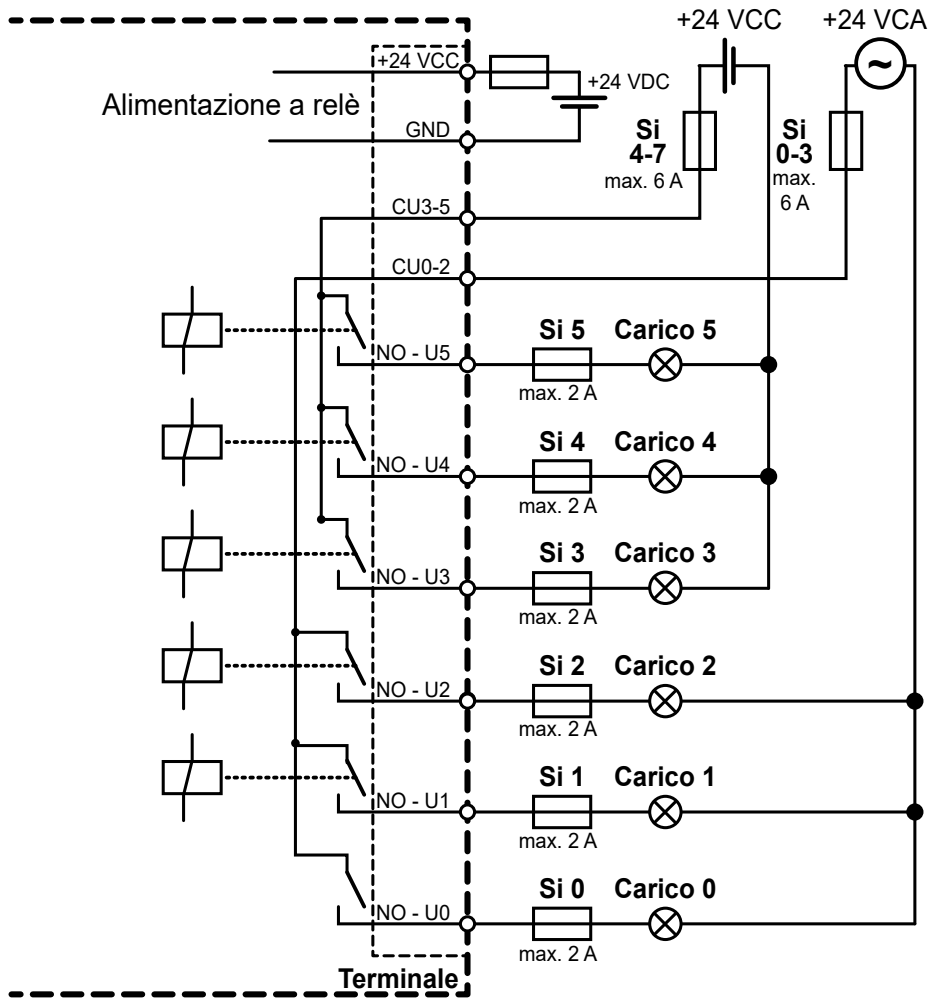 +24 VCC
+24 VCA
+24 VCC
+24 VDC
Alimentazione a relè
GND
Si
4-7
max. 6 A
Si
0-3
max.
6 A
CU3-5
CU0-2
Si 5
Carico 5
NO - U5
max. 2 A
Si 4
Carico 4
NO - U4
max. 2 A
Si 3
Carico 3
NO - U3
max. 2 A
Si 2
Carico 2
NO - U2
max. 2 A
Si 1
Carico 1
NO - U1
max. 2 A
Si 0
Carico 0
NO - U0
max. 2 A
Terminale